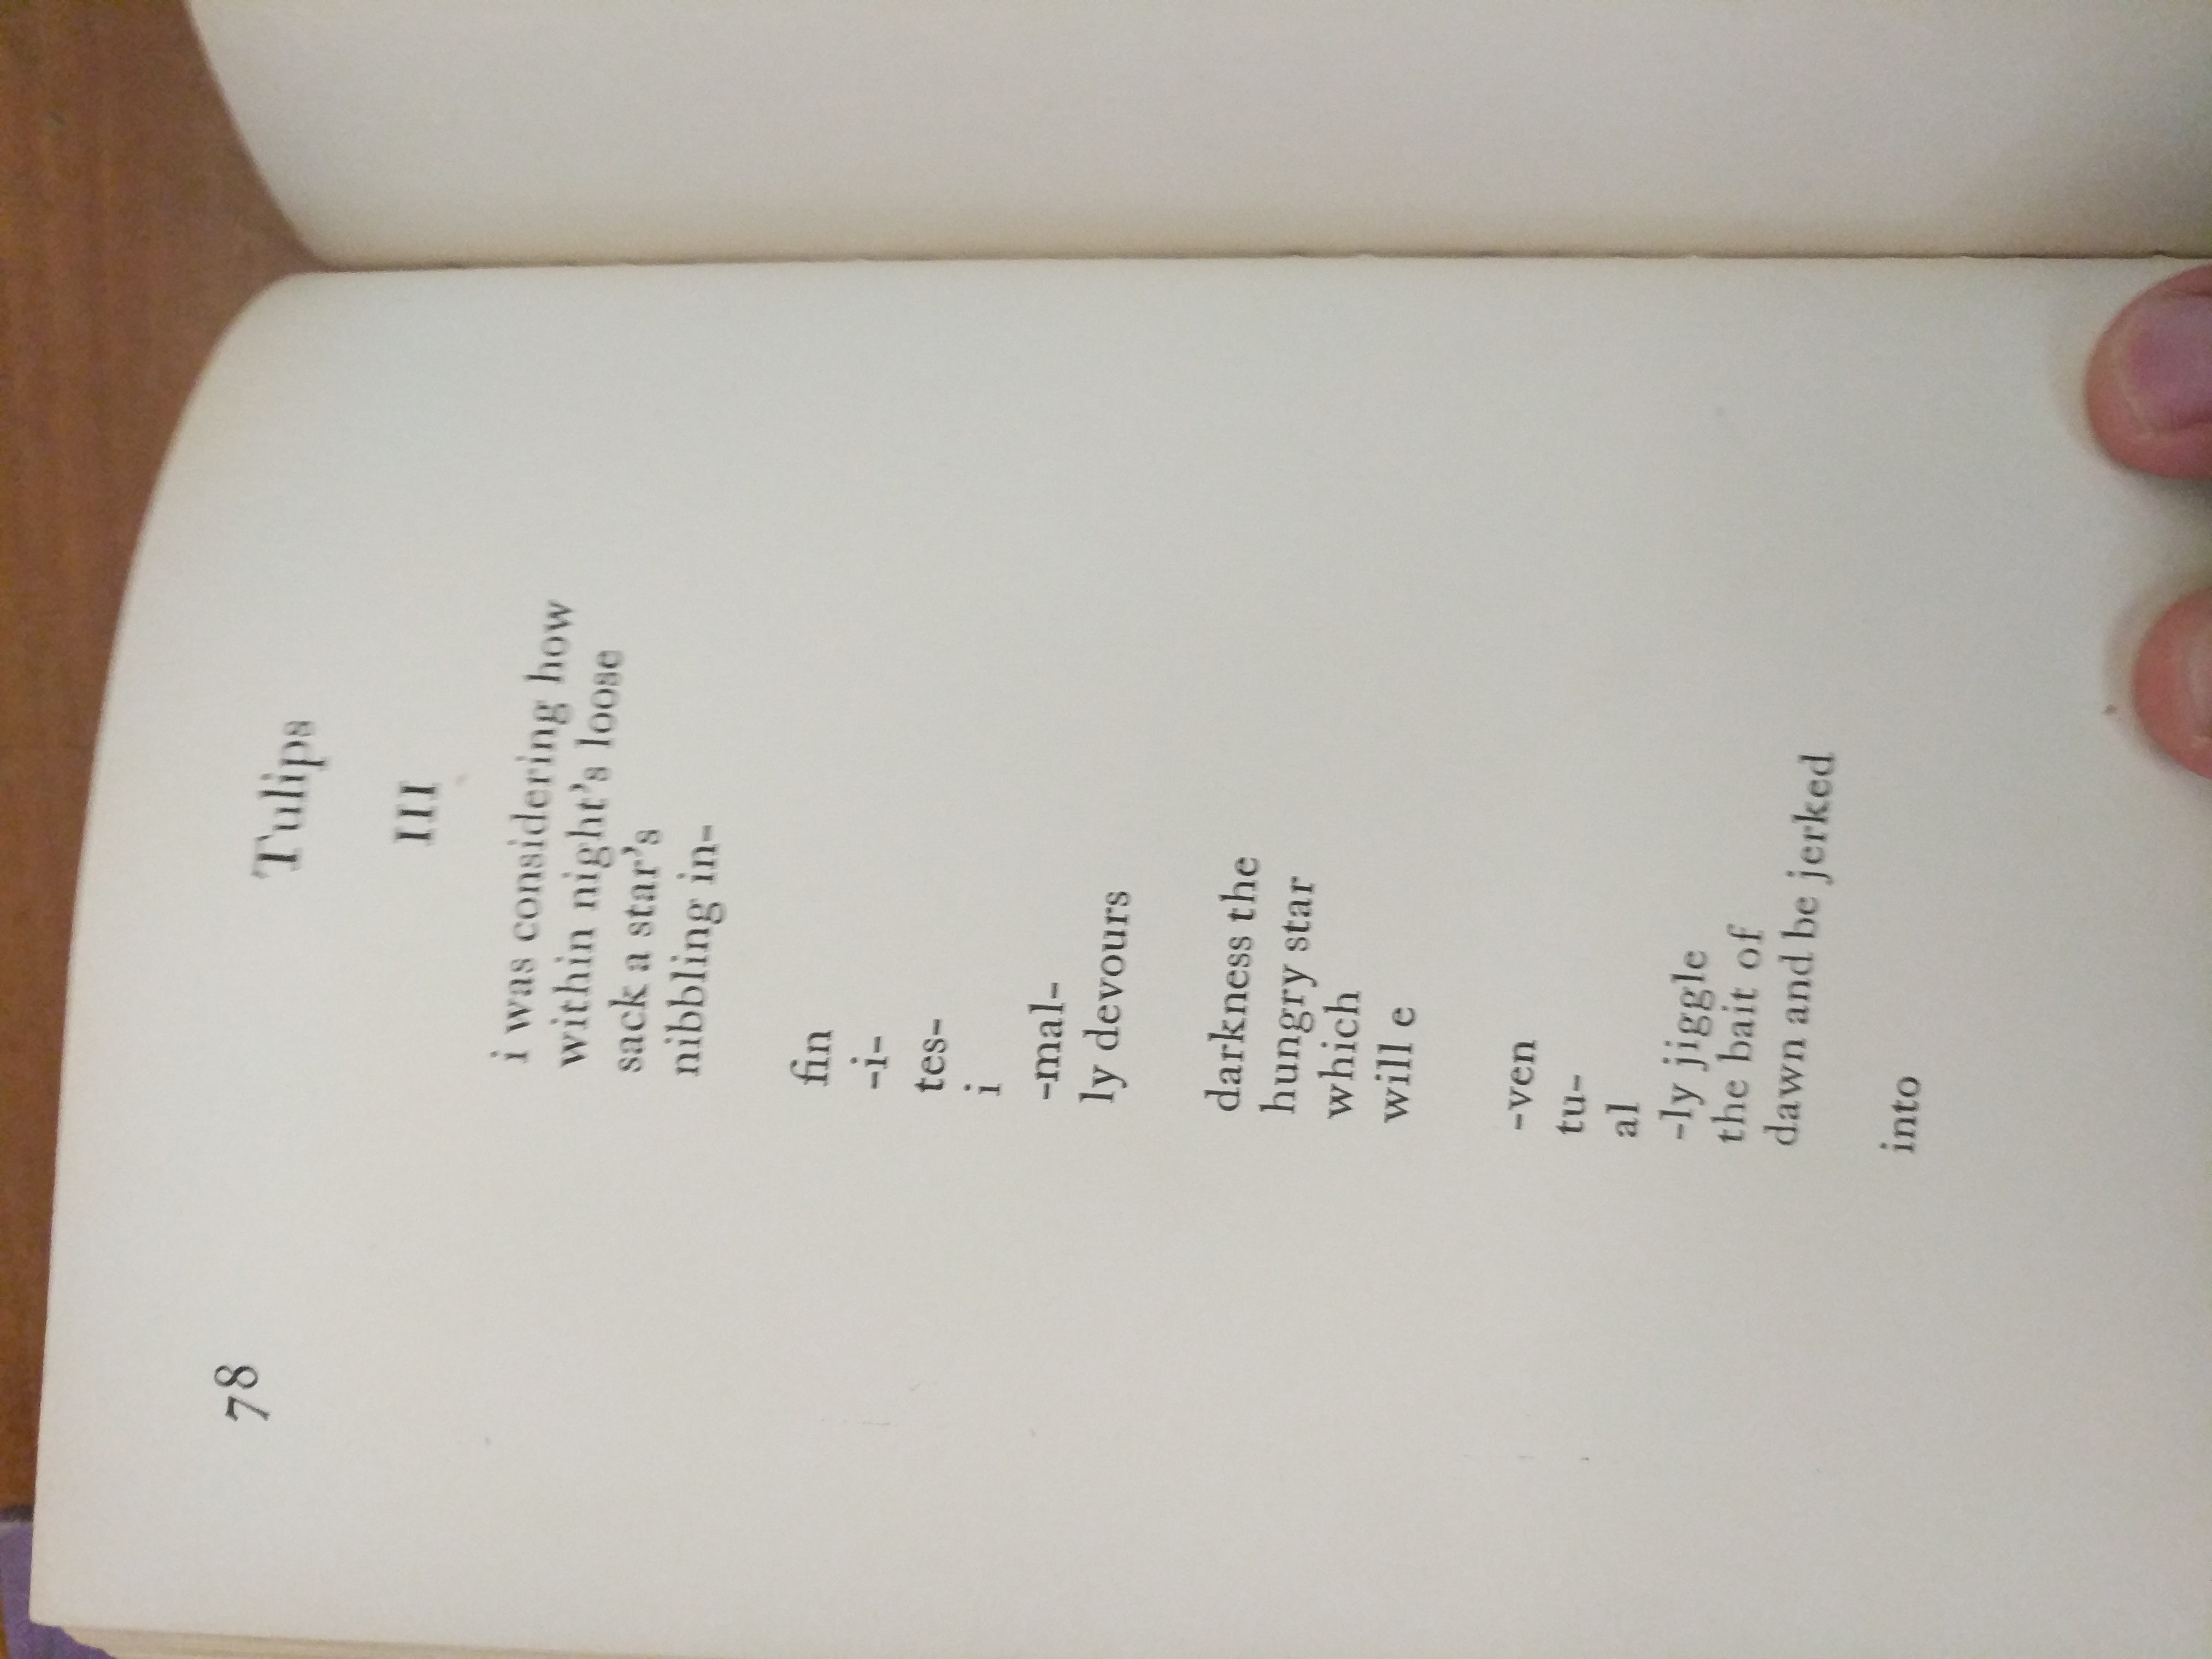 78
Tulips
III
i was considering how
within night’s loose
sack a star’s
nibbling in-
fin
-i-
tes-
i
-mal-
ly devours
darkness the
hungry star
which
will e
-ven
tu-
al
-ly jiggle
the bait of
dawn and be jerked
into